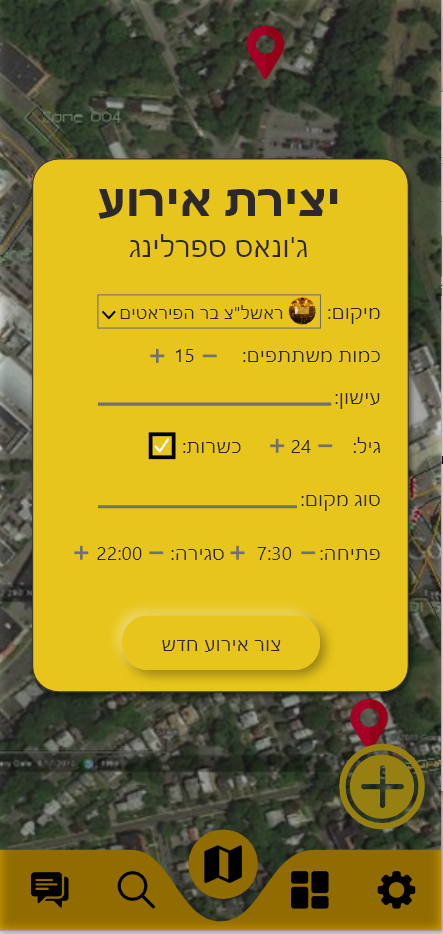 Zone 004
יצירת אירוע
ג'ונאס ספרלינג
מיקום: ראשל"צ בר הפיראטים
כמות משתתפים: − 15 +
עישון:
גיל: − 24 + כשרות:
סוג מקום:
פתיחה: − 7:30 + סגירה: − 22:00 +
צור אירוע חדש